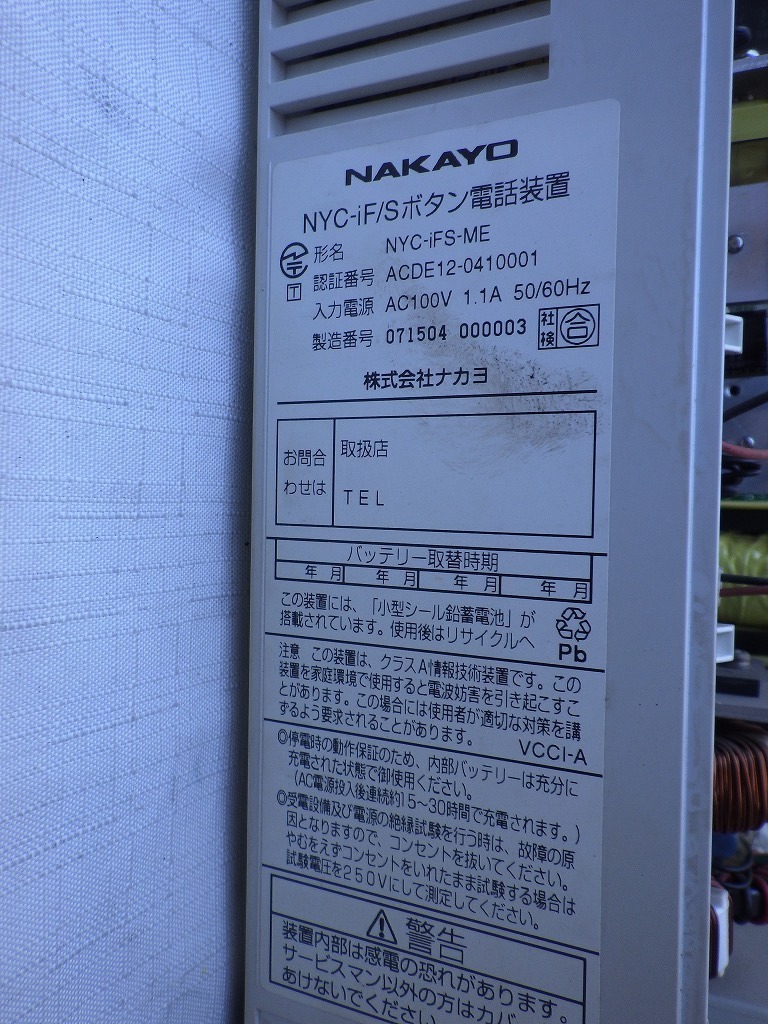 NAKAYO
NYC-iF/Sボタン電話装置
形名 NYC-iFS-ME
T
認証番号 ACDE12-0410001
入力電源 AC100V 1.1A 50/60Hz
製造番号 071504 000003 社検 合
株式会社ナカヨ
お問合わせは
取扱店
TEL
バッテリー取替時期
年 月 年 月 年 月 年 月
この装置には、「小型シール鉛蓄電池」が
搭載されています。使用後はリサイクルへ
Pb
注意 この装置は、クラスA情報技術装置です。この
装置を家庭環境で使用すると電波妨害を引き起こすこ
とがあります。この場合には使用者が適切な対策を講
ずるよう要求されることがあります。
VCCI-A
◎停電時の動作保証のため、内部バッテリーは充分に
充電された状態で御使用ください。
(AC電源投入後連続約15~30時間で充電されます。)
◎受電設備及び電源の絶縁試験を行う時は、故障の原
因となりますので、コンセントを抜いてください。
やむをえずコンセントをいれたまま試験する場合は
試験電圧を250Vにして測定してください。
警告
装置内部は感電の恐れがあります。
サービスマン以外の方はカバ
あけないでください